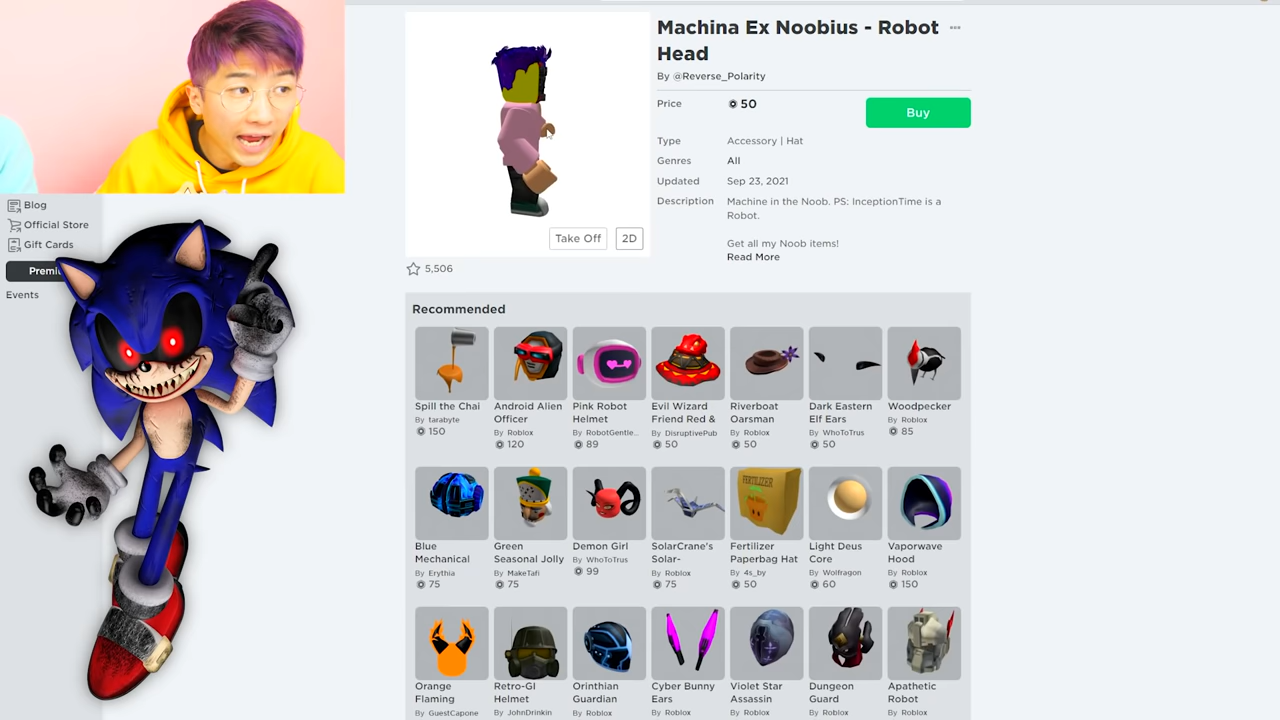 Blog
Official Store
Gift Cards
Premi
Events
Machina Ex Noobius - Robot
Head
By @Reverse_Polarity
Price 50
Buy
Type Accessory | Hat
Genres All
Updated Sep 23, 2021
Description Machine in the Noob. PS: InceptionTime is a
Robot.
Get all my Noob items!
Read More
Take Off 2D
5,506
Recommended
Spill the Chai
By tarabyte
150
Android Alien
Officer
By Roblox
120
Pink Robot
Helmet
By RobotGentle...
89
Evil Wizard
Friend Red &
By DisruptivePub
50
Riverboat
Oarsman
By Roblox
50
Dark Eastern
Elf Ears
By WhoToTrus
50
Woodpecker
By Roblox
85
Blue
Mechanical
By Erythia
75
Green
Seasonal Jolly
By MakeTafi
75
Demon Girl
By WhoToTrus
99
SolarCrane's
Solar-
By Roblox
75
FERTILIZER
Fertilizer
Paperbag Hat
By 4s_by
50
Light Deus
Core
By Wolfragon
60
Vaporwave
Hood
By Roblox
150
Orange
Flaming
By GuestCapone
Retro-GI
Helmet
By JohnDrinkin
Orinthian
Guardian
By Roblox
Cyber Bunny
Ears
By Roblox
Violet Star
Assassin
By Roblox
Dungeon
Guard
By Roblox
Apathetic
Robot
By Roblox